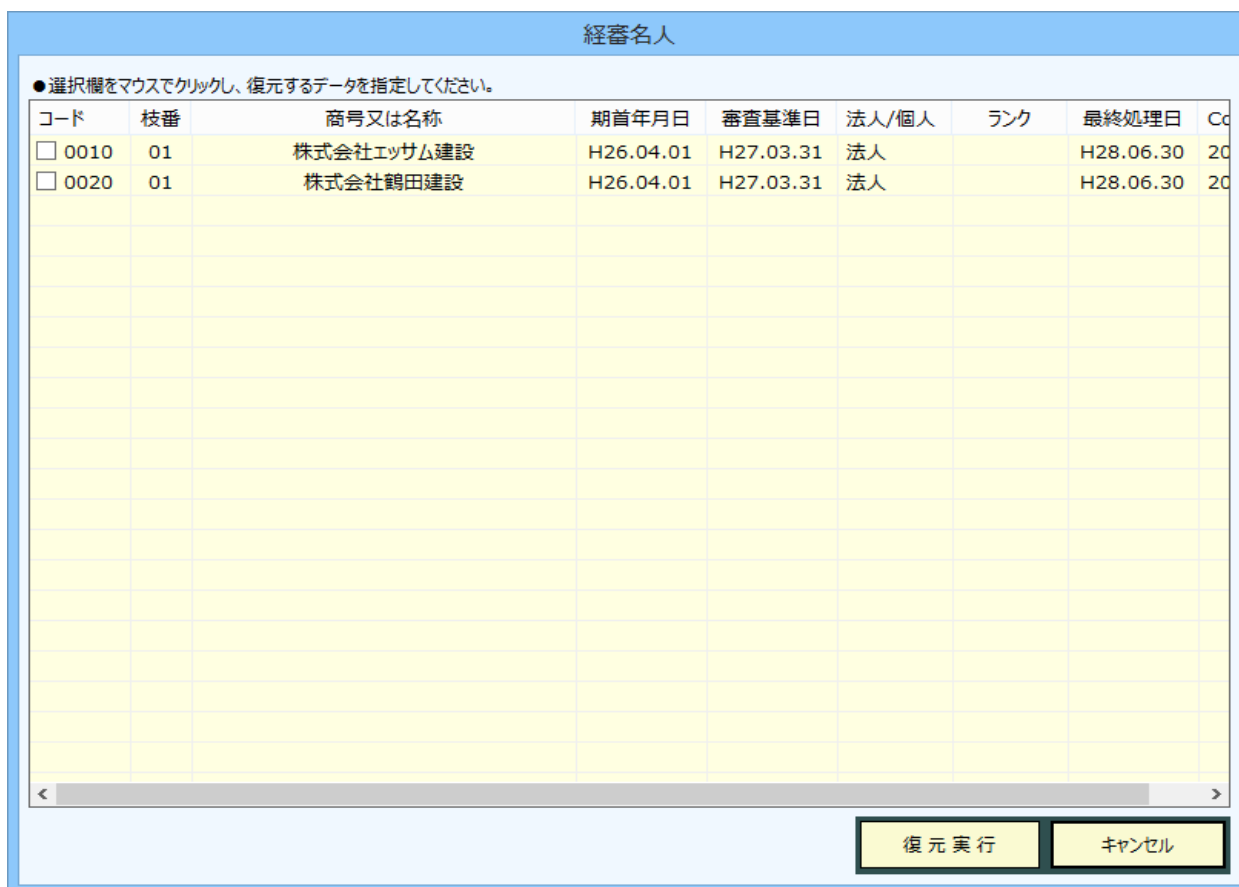 経審名人
●選択欄をマウスでクリックし、復元するデータを指定してください。
コード 枝番 商号又は名称 期首年月日 審査基準日 法人/個人 ランク 最終処理日 Co
0010 01 株式会社エッサム建設 H26.04.01 H27.03.31 法人 H28.06.30 20
0020 01 株式会社鶴田建設 H26.04.01 H27.03.31 法人 H28.06.30 20
復元実行 キャンセル